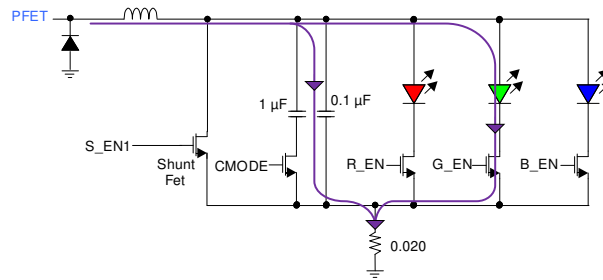 PFET
1 µF
0.1 µF
S_EN1
Shunt
Fet
CMODE
R_EN
G_EN
B_EN
0.020